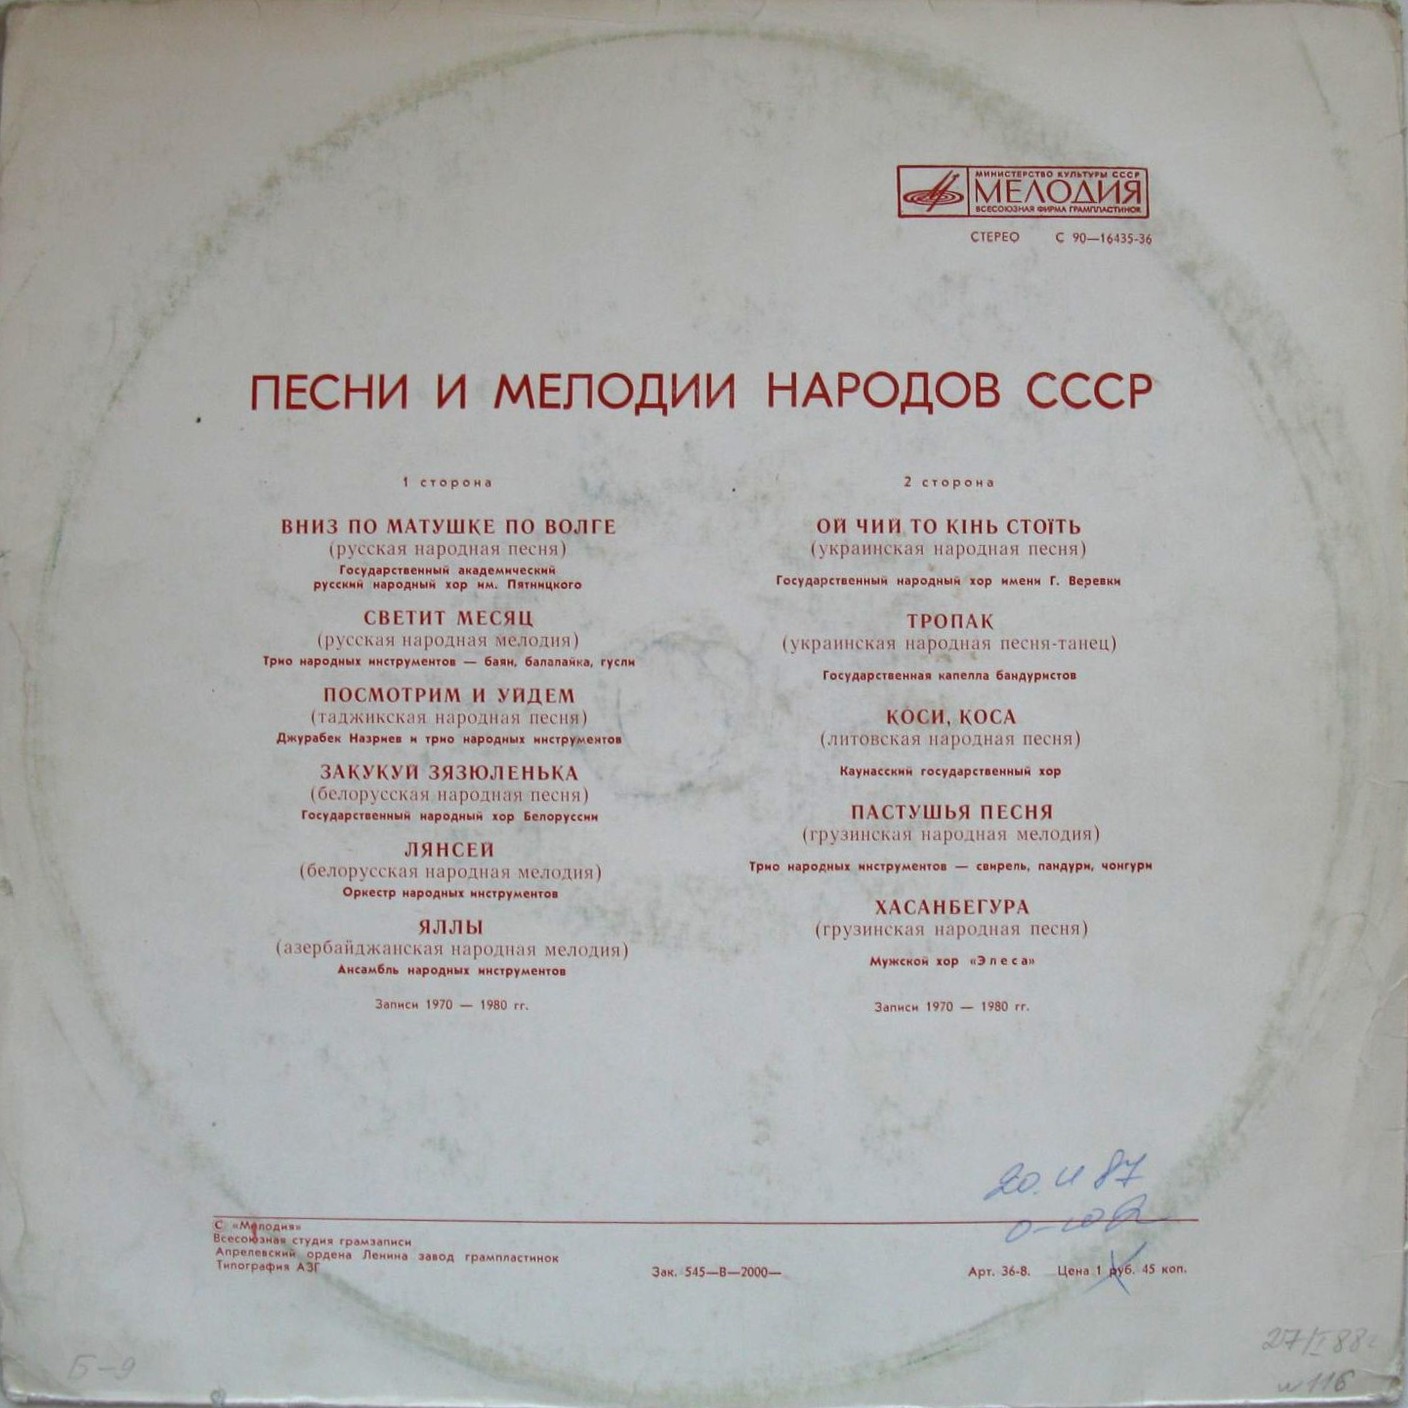 МИНИСТЕРСТВО КУЛЬТУРЫ СССР
МЕЛОДИЯ
ВСЕСОЮЗНАЯ ФИРМА ГРАМПЛАСТИНОК
СТЕРЕО С 90—16435-36
ПЕСНИ И МЕЛОДИИ НАРОДОВ СССР
1 сторона
ВНИЗ ПО МАТУШКЕ ПО ВОЛГЕ
(русская народная песня)
Государственный академический
русский народный хор им. Пятницкого
СВЕТИТ МЕСЯЦ
(русская народная мелодия)
Трио народных инструментов — баян, балалайка, гусли
ПОСМОТРИМ И УЙДЕМ
(таджикская народная песня)
Джурабек Назриев и трио народных инструментов
ЗАКУКУЙ ЗЯЗЮЛЕНЬКА
(белорусская народная песня)
Государственный народный хор Белоруссии
ЛЯНСЕЙ
(белорусская народная мелодия)
Оркестр народных инструментов
ЯЛЛЫ
(азербайджанская народная мелодия)
Ансамбль народных инструментов
Записи 1970 — 1980 гг.
2 сторона
ОЙ ЧИЙ ТО КІНЬ СТОЇТЬ
(украинская народная песня)
Государственный народный хор имени Г. Веревки
ТРОПАК
(украинская народная песня-танец)
Государственная капелла бандуристов
КОСИ, КОСА
(литовская народная песня)
Каунасский государственный хор
ПАСТУШЬЯ ПЕСНЯ
(грузинская народная мелодия)
Трио народных инструментов — свирель, пандури, чонгури
ХАСАНБЕГУРА
(грузинская народная песня)
Мужской хор «Элеса»
Записи 1970 — 1980 гг.
20. 87
0-
С «Мелодия»
Всесоюзная студия грамзаписи
Апрелевский ордена Ленина завод грампластинок
Типография АЗГ
Зак. 545—В—2000—
Арт. 36-8. Цена 1 руб. 45 коп.
Б-9
27/I 88г
116